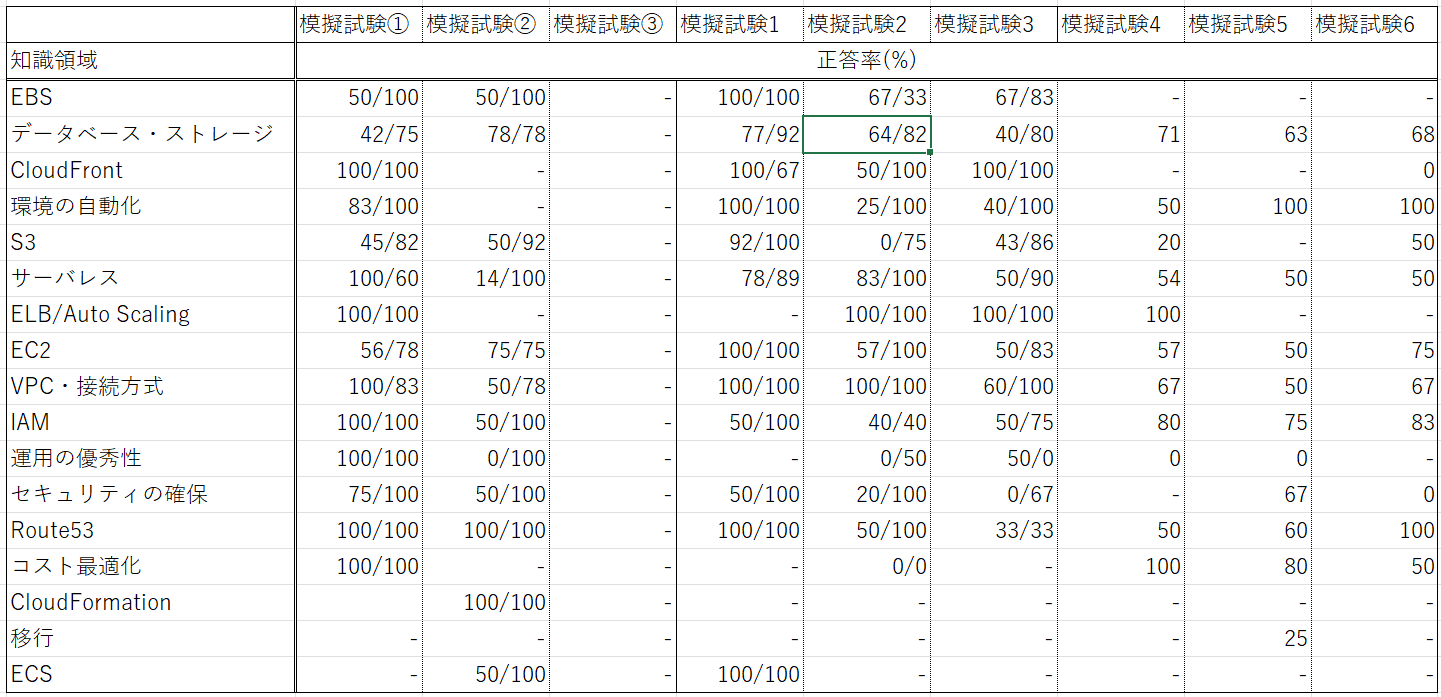 模擬試験① 模擬試験② 模擬試験③ 模擬試験1 模擬試験2 模擬試験3 模擬試験4 模擬試験5 模擬試験6
知識領域 正答率(%)
EBS 50/100 50/100 - 100/100 67/33 67/83 - - -
データベース・ストレージ 42/75 78/78 - 77/92 64/82 40/80 71 63 68
CloudFront 100/100 - - 100/67 50/100 100/100 - - 0
環境の自動化 83/100 - - 100/100 25/100 40/100 50 100 100
S3 45/82 50/92 - 92/100 0/75 43/86 20 - 50
サーバレス 100/60 14/100 - 78/89 83/100 50/90 54 50 50
ELB/Auto Scaling 100/100 - - - 100/100 100/100 100 - -
EC2 56/78 75/75 - 100/100 57/100 50/83 57 50 75
VPC・接続方式 100/83 50/78 - 100/100 100/100 60/100 67 50 67
IAM 100/100 50/100 - 50/100 40/40 50/75 80 75 83
運用の優秀性 100/100 0/100 - - 0/50 50/0 0 0 -
セキュリティの確保 75/100 50/100 - 50/100 20/100 0/67 - 67 0
Route53 100/100 100/100 - 100/100 50/100 33/33 50 60 100
コスト最適化 100/100 - - - 0/0 - 100 80 50
CloudFormation 100/100 - - - - - - -
移行 - - - - - - - 25 -
ECS - 50/100 - 100/100 - - - - -